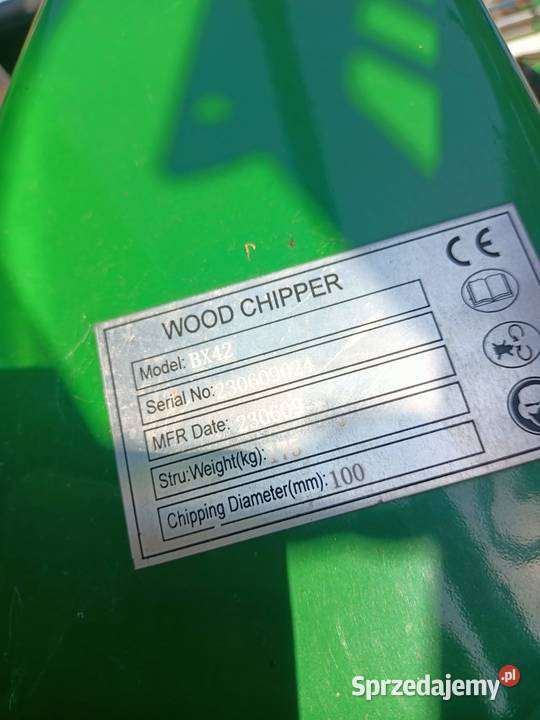 CE
WOOD CHIPPER
Model: BX42
Serial No: 230609024
MFR Date: 230609
Stru:Weight(kg): 175
Chipping Diameter(mm): 100
Sprzedajemy.pl